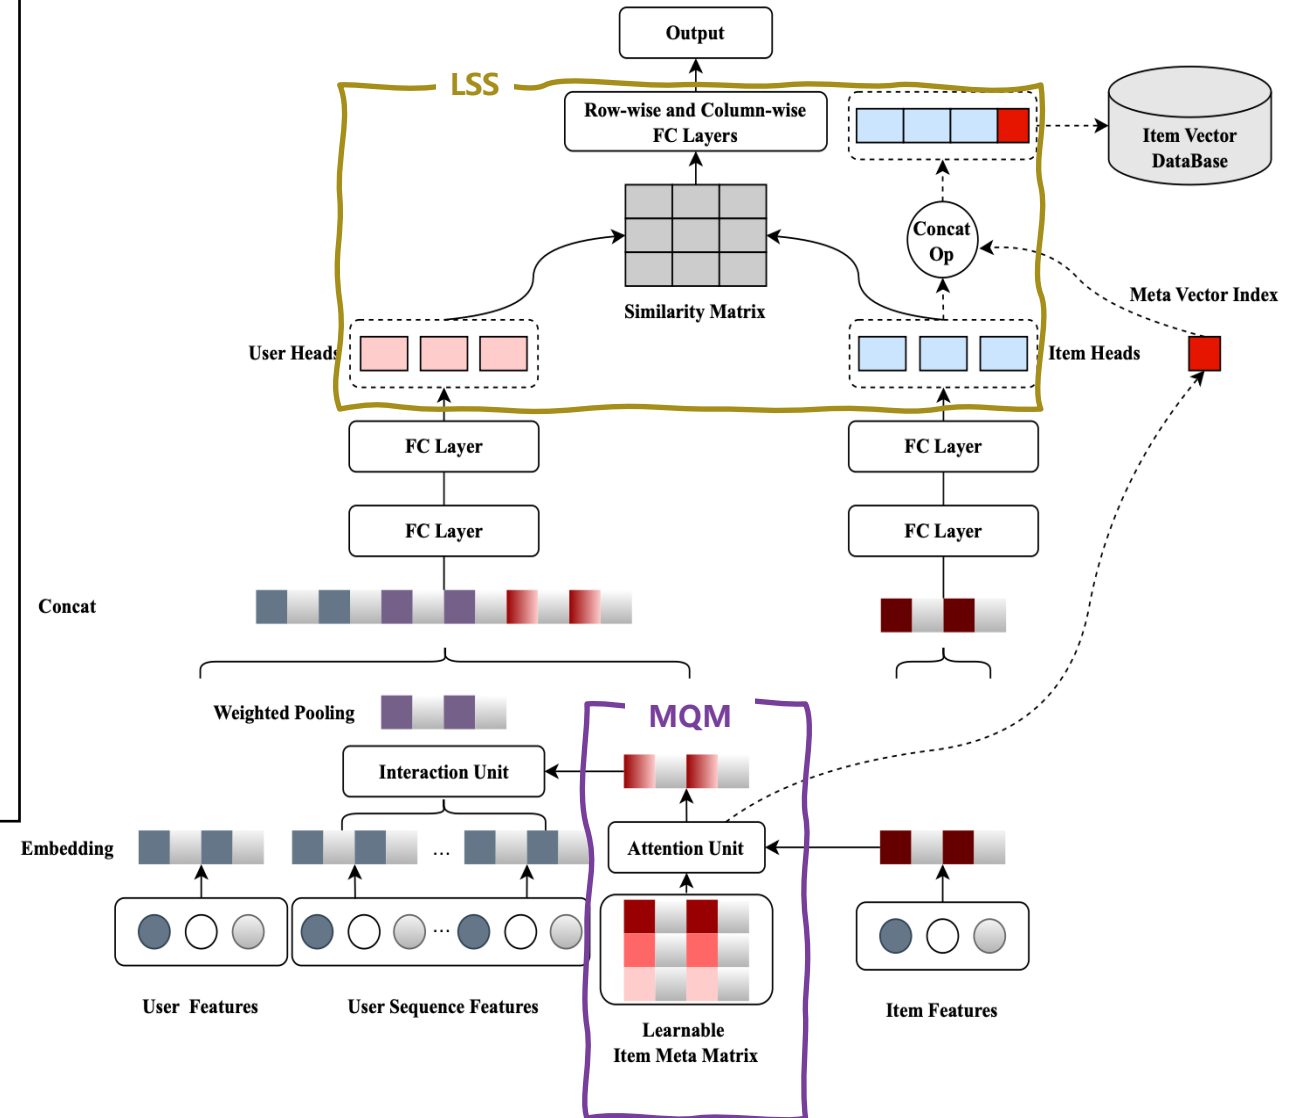 Output
LSS
Row-wise and Column-wise
FC Layers
Item Vector
DataBase
Concat
Op
Meta Vector Index
Similarity Matrix
User Heads
Item Heads
FC Layer
FC Layer
FC Layer
FC Layer
Concat
Weighted Pooling
MQM
Interaction Unit
Embedding
...
Attention Unit
...
User Features
User Sequence Features
Item Features
Learnable
Item Meta Matrix